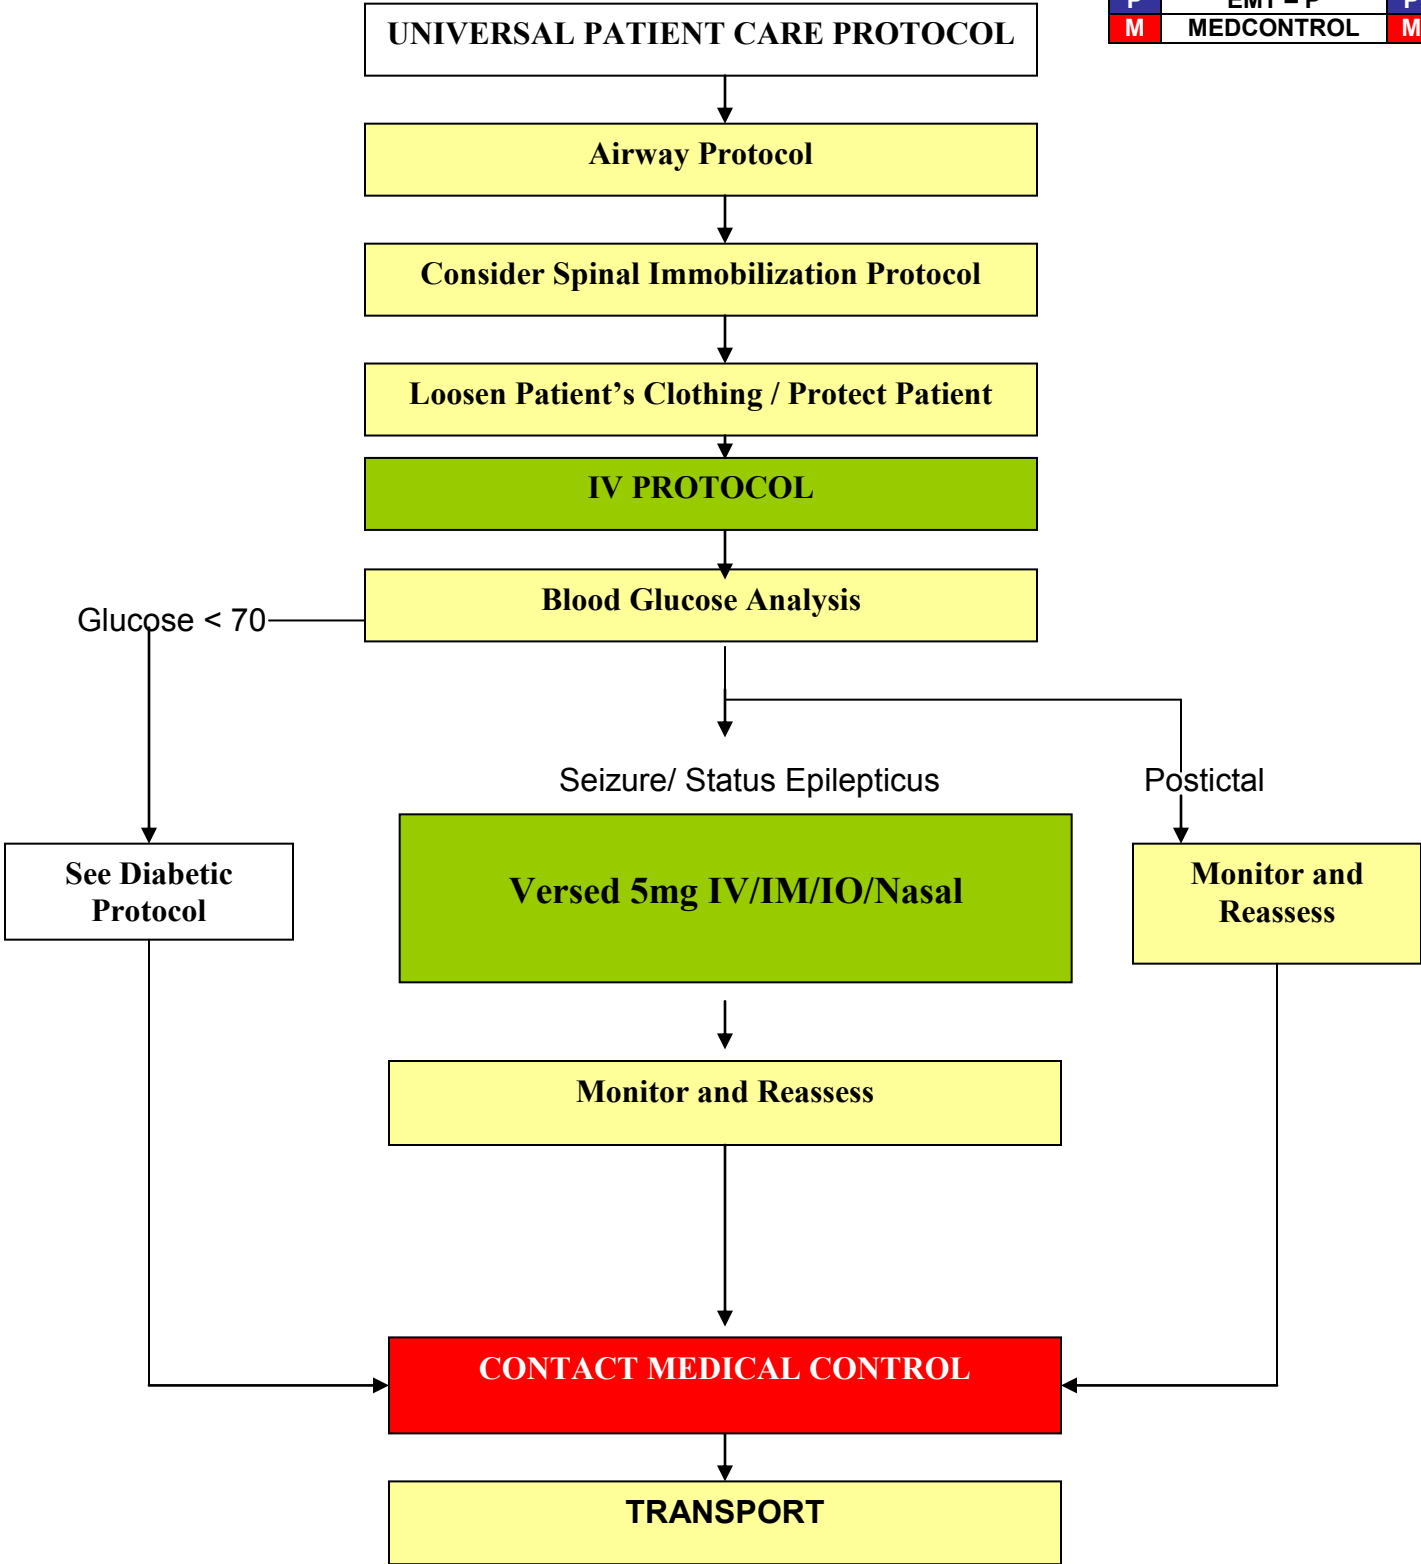 P EMT – P P
M MEDCONTROL M
UNIVERSAL PATIENT CARE PROTOCOL
Airway Protocol
Consider Spinal Immobilization Protocol
Loosen Patient’s Clothing / Protect Patient
IV PROTOCOL
Blood Glucose Analysis
Glucose < 70
Seizure/ Status Epilepticus
Postictal
See Diabetic
Protocol
Versed 5mg IV/IM/IO/Nasal
Monitor and
Reassess
Monitor and Reassess
CONTACT MEDICAL CONTROL
TRANSPORT